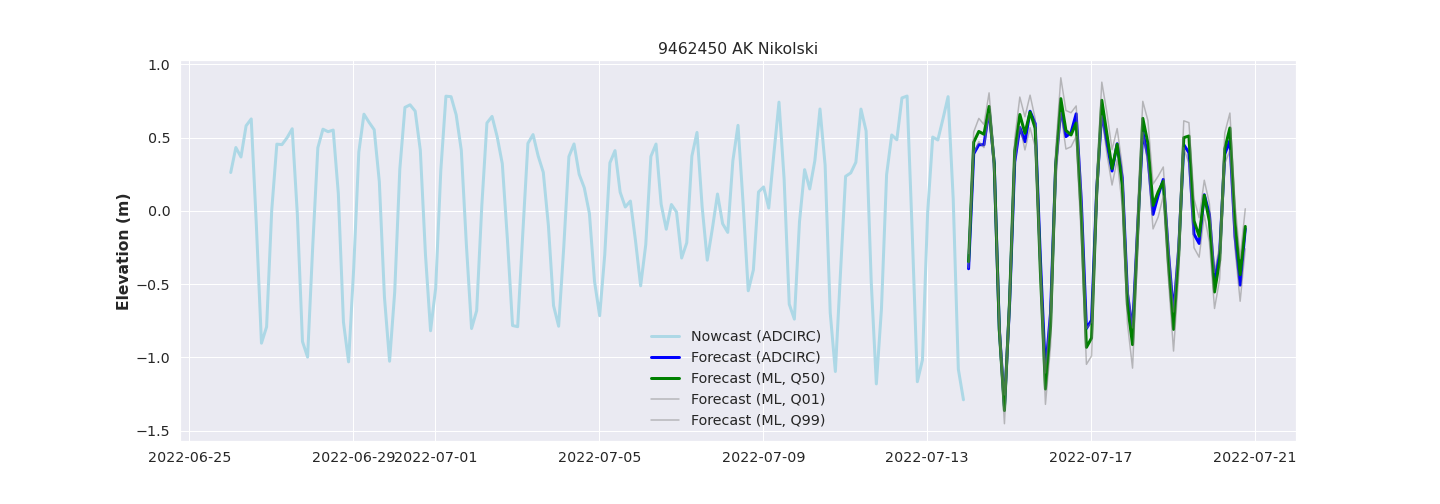 9462450 AK Nikolski
1.0
0.5
0.0
−0.5
−1.0
−1.5
Elevation (m)
Nowcast (ADCIRC)
Forecast (ADCIRC)
Forecast (ML, Q50)
Forecast (ML, Q01)
Forecast (ML, Q99)
2022-06-25 2022-06-29 2022-07-01 2022-07-05 2022-07-09 2022-07-13 2022-07-17 2022-07-21